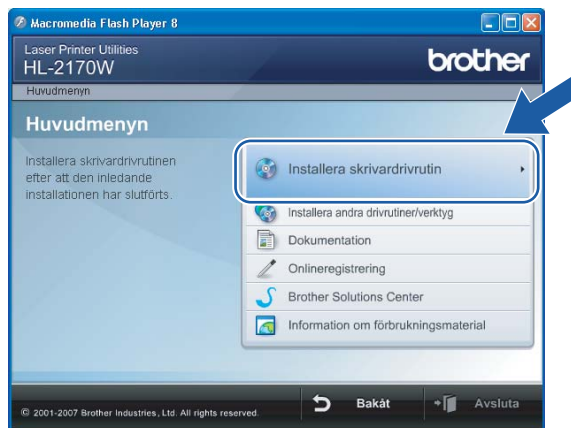 Macromedia Flash Player 8
Laser Printer Utilities
HL-2170W
brother
Huvudmenyn
Huvudmenyn
Installera skrivardrivrutinen
efter att den inledande
installationen har slutförts.
Installera skrivardrivrutin
Installera andra drivrutiner/verktyg
Dokumentation
Onlineregistrering
Brother Solutions Center
Information om förbrukningsmaterial
© 2001-2007 Brother Industries, Ltd. All rights reserved.
Bakåt
Avsluta